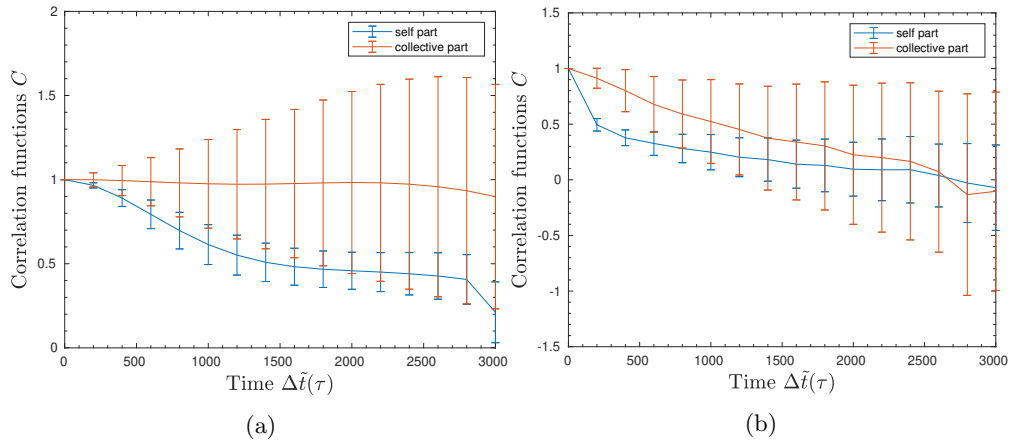 2
1.5
1
0.5
0
Correlation functions C
self part
collective part
0 500 1000 1500 2000 2500 3000
Time Δt̃(τ)
(a)
1.5
1
0.5
0
-0.5
-1
-1.5
Correlation functions C
self part
collective part
0 500 1000 1500 2000 2500 3000
Time Δt̃(τ)
(b)